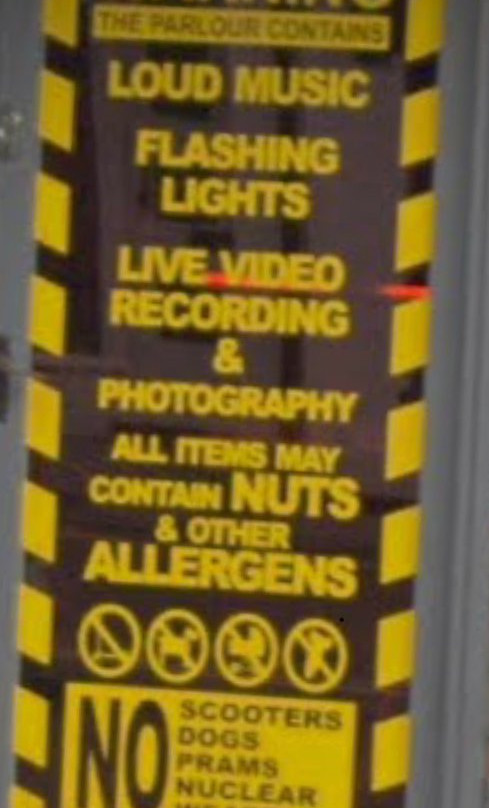 THE PARLOUR CONTAINS
LOUD MUSIC
FLASHING
LIGHTS
LIVE VIDEO
RECORDING
&
PHOTOGRAPHY
ALL ITEMS MAY
CONTAIN NUTS
& OTHER
ALLERGENS
NO SCOOTERS
DOGS
PRAMS
NUCLEAR